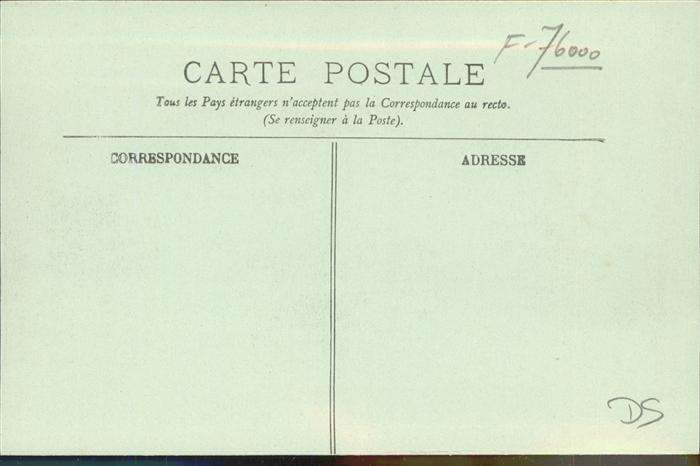 F-76000
CARTE POSTALE
Tous les Pays étrangers n'acceptent pas la Correspondance au recto.
(Se renseigner à la Poste).
CORRESPONDANCE
ADRESSE
DS